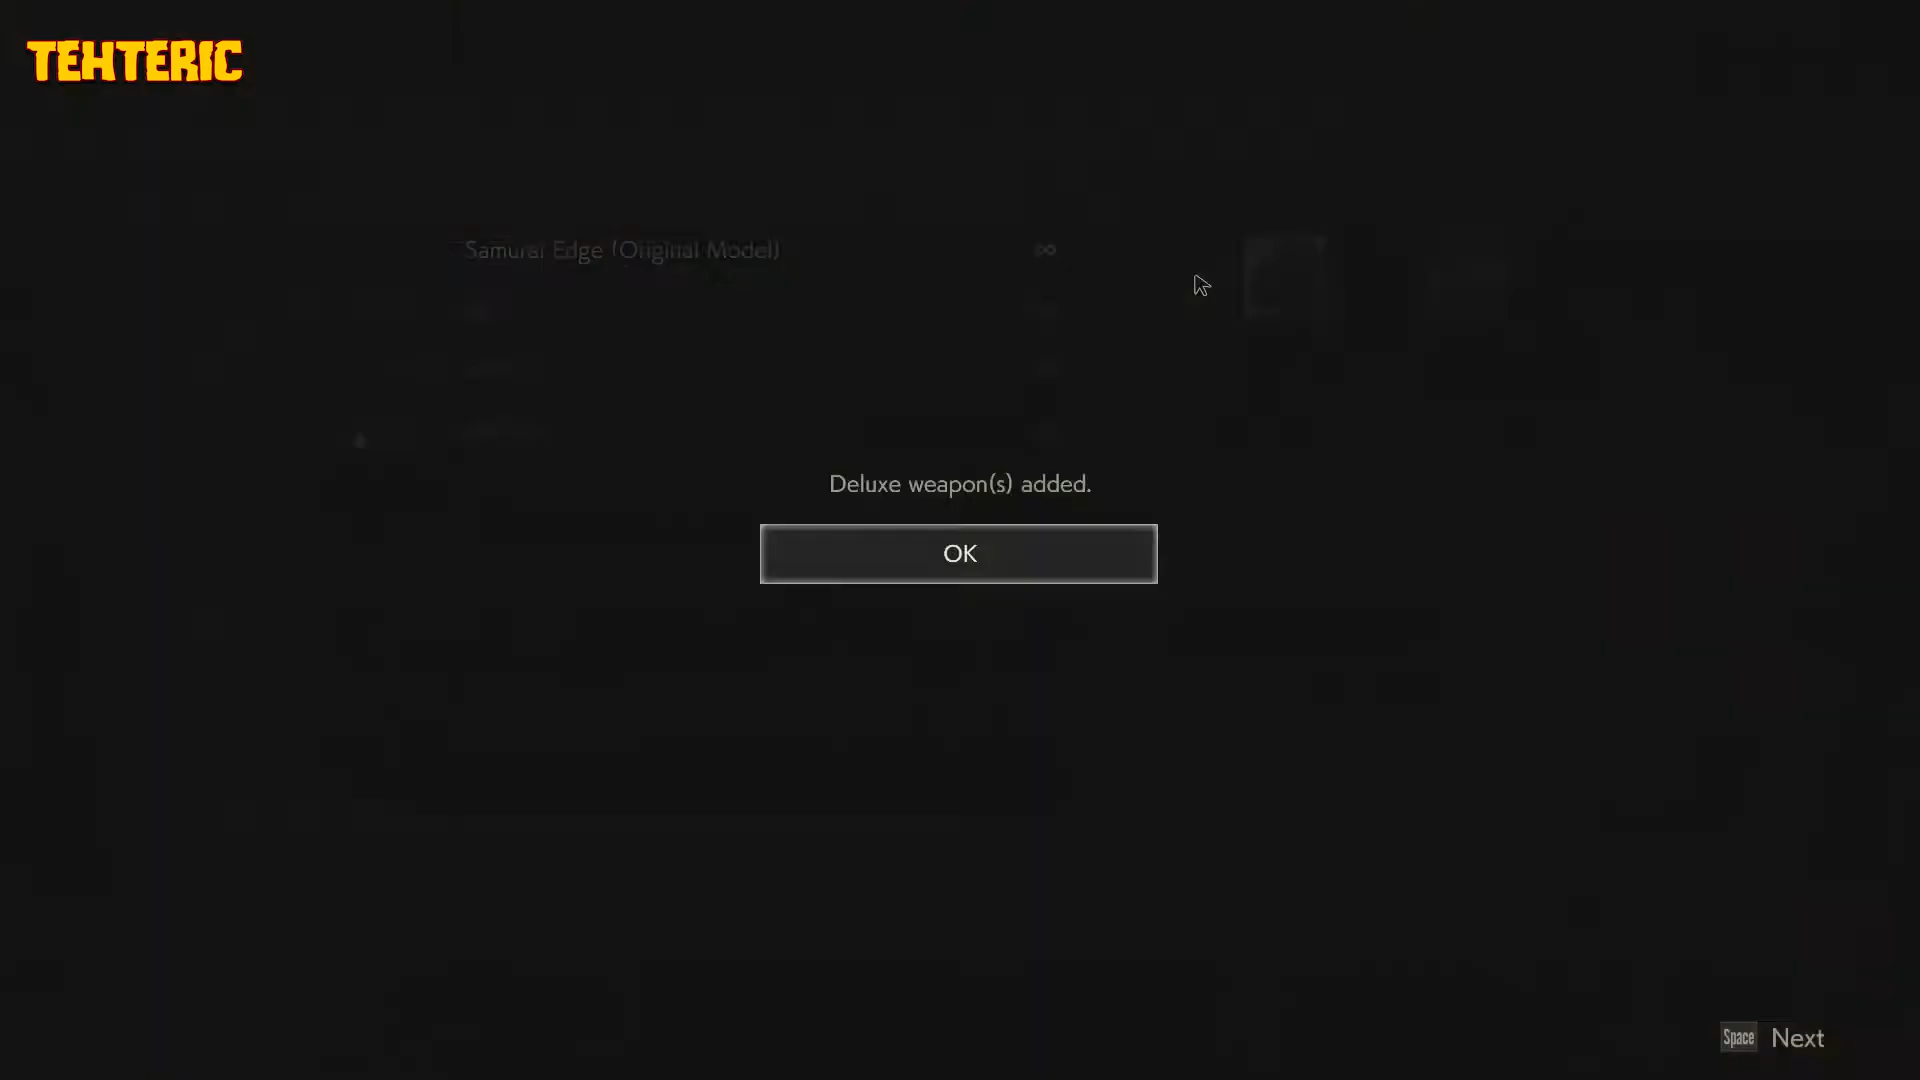 TEHTERIC
Samurai Edge (Original Model) ∞
Deluxe weapon(s) added.
OK
Space Next